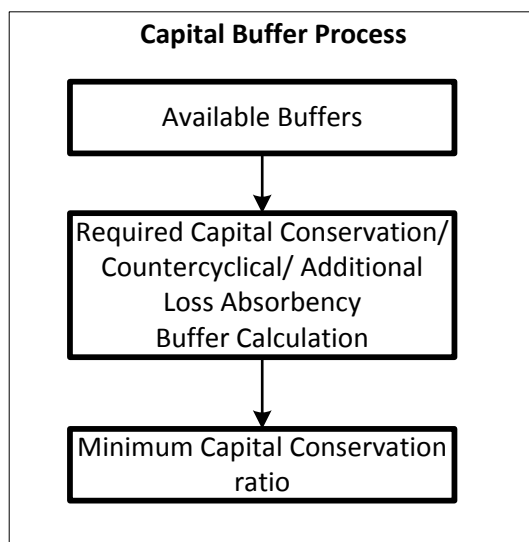 Capital Buffer Process
Available Buffers
Required Capital Conservation/
Countercyclical/ Additional
Loss Absorbency
Buffer Calculation
Minimum Capital Conservation
ratio